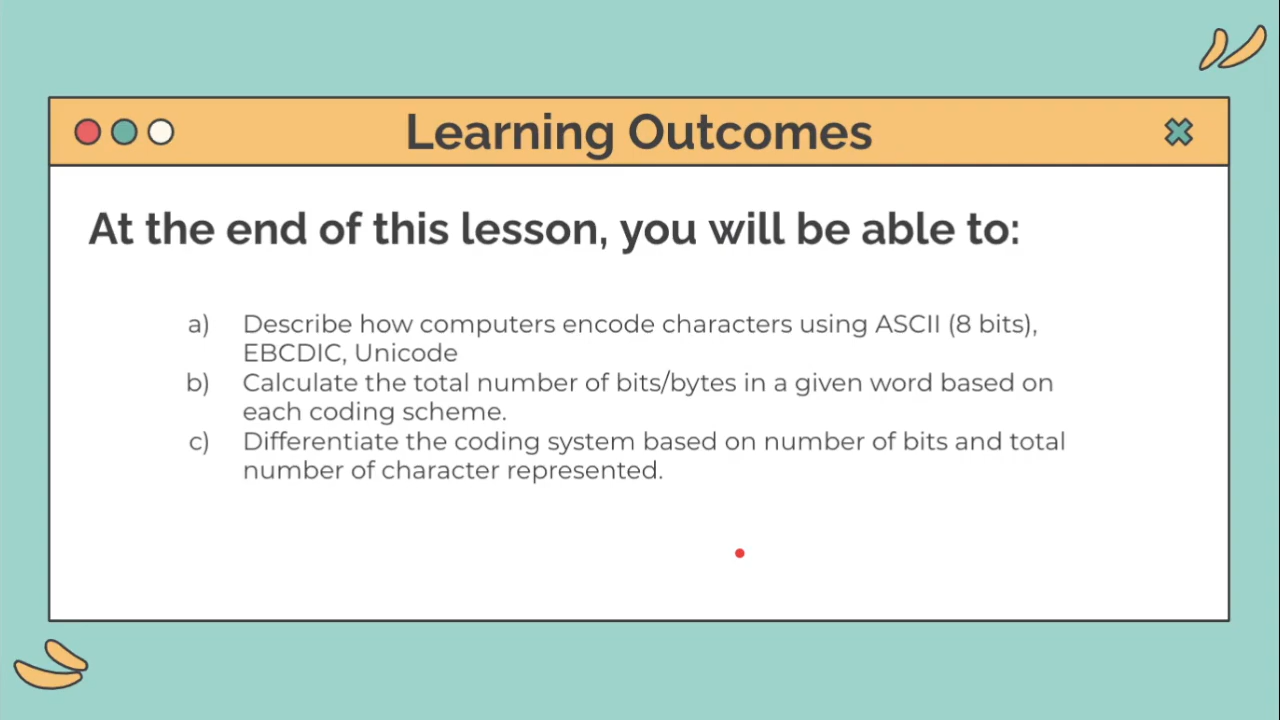 Learning Outcomes
At the end of this lesson, you will be able to:
a) Describe how computers encode characters using ASCII (8 bits),
EBCDIC, Unicode
b) Calculate the total number of bits/bytes in a given word based on
each coding scheme.
c) Differentiate the coding system based on number of bits and total
number of character represented.